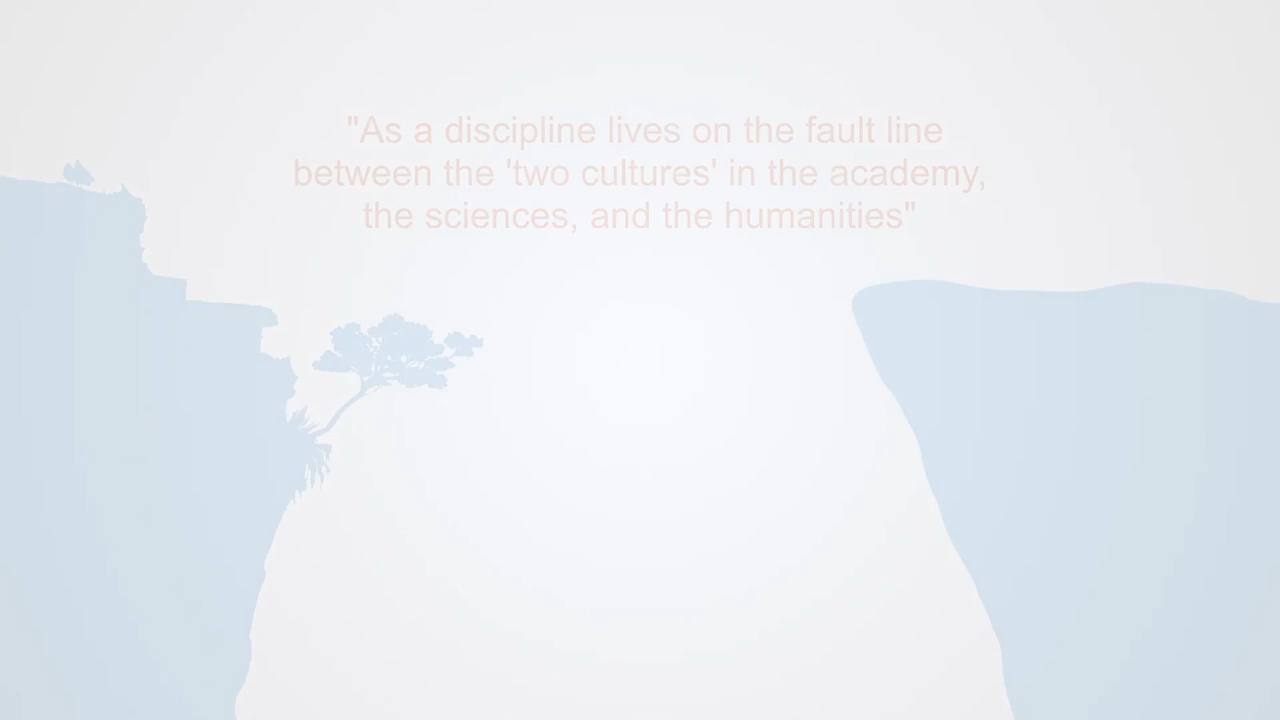 "As a discipline lives on the fault line
between the 'two cultures' in the academy,
the sciences, and the humanities"